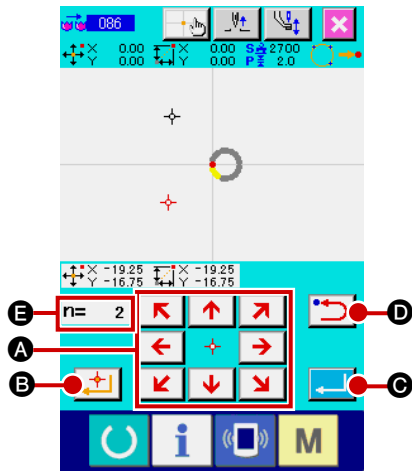 086
X 0.00 X 0.00 S 2700
Y 0.00 Y 0.00 P 2.0
X -19.25 X -19.25
Y -16.75 Y -16.75
E n= 2 D
A
B C
i M